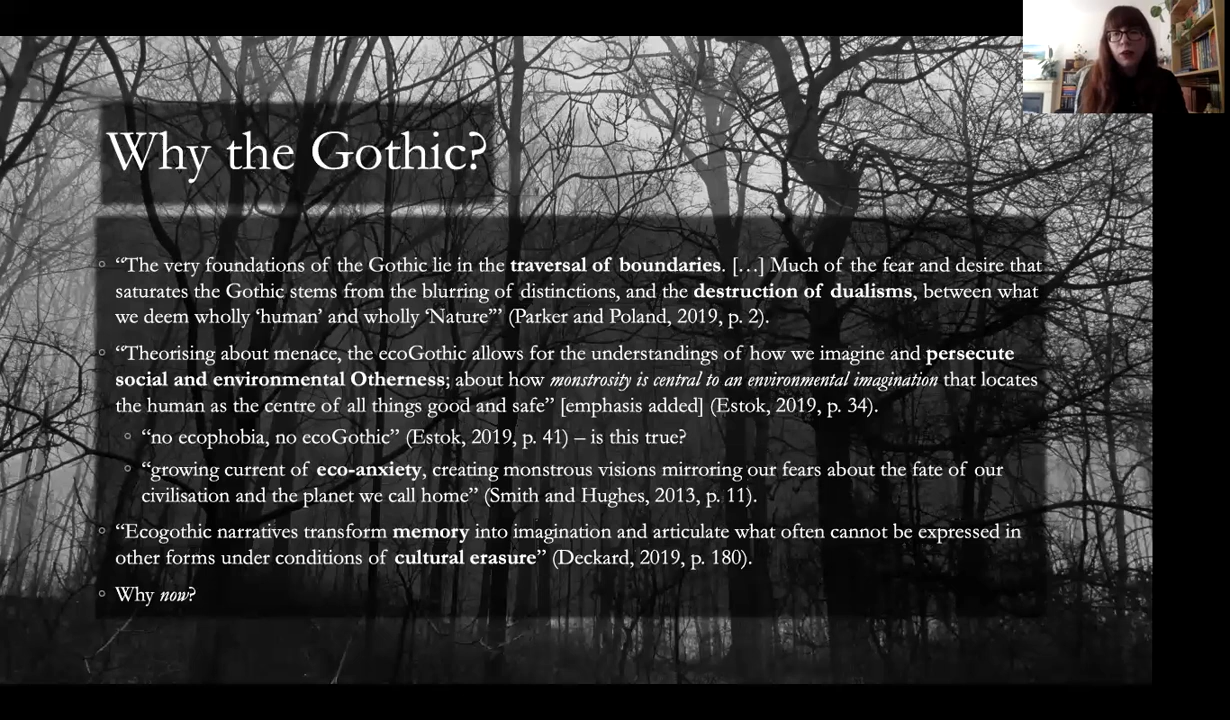 Why the Gothic?
“The very foundations of the Gothic lie in the traversal of boundaries. […] Much of the fear and desire that
saturates the Gothic stems from the blurring of distinctions, and the destruction of dualisms, between what
we deem wholly ‘human’ and wholly ‘Nature’” (Parker and Poland, 2019, p. 2).
“Theorising about menace, the ecoGothic allows for the understandings of how we imagine and persecute
social and environmental Otherness; about how monstrosity is central to an environmental imagination that locates
the human as the centre of all things good and safe” [emphasis added] (Estok, 2019, p. 34).
“no ecophobia, no ecoGothic” (Estok, 2019, p. 41) – is this true?
“growing current of eco-anxiety, creating monstrous visions mirroring our fears about the fate of our
civilisation and the planet we call home” (Smith and Hughes, 2013, p. 11).
“Ecogothic narratives transform memory into imagination and articulate what often cannot be expressed in
other forms under conditions of cultural erasure” (Deckard, 2019, p. 180).
Why now?